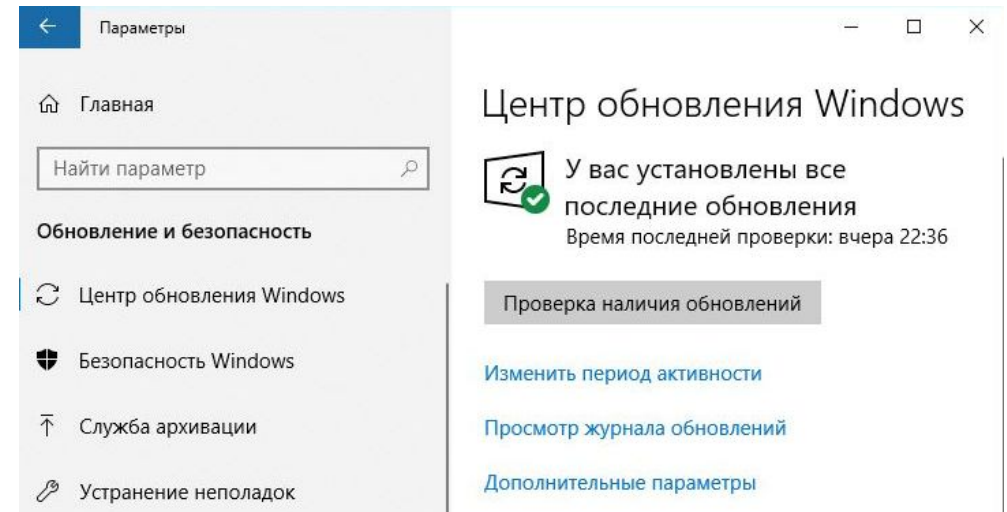 Параметры
Главная
Найти параметр
Обновление и безопасность
Центр обновления Windows
Безопасность Windows
Служба архивации
Устранение неполадок
Центр обновления Windows
У вас установлены все
последние обновления
Время последней проверки: вчера 22:36
Проверка наличия обновлений
Изменить период активности
Просмотр журнала обновлений
Дополнительные параметры